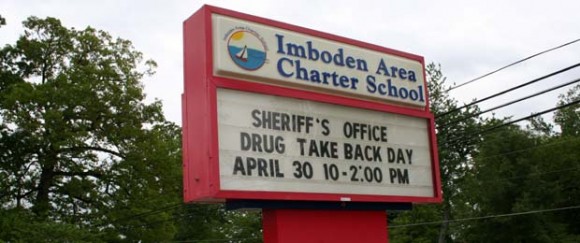 Imboden Area
Charter School
SHERIFF'S OFFICE
DRUG TAKE BACK DAY
APRIL 30 10-2:00 PM